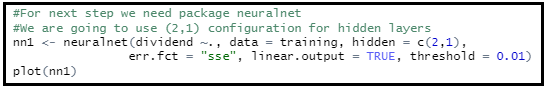 #For next step we need package neuralnet
#We are going to use (2,1) configuration for hidden layers
nn1 <- neuralnet(dividend ~., data = training, hidden = c(2,1),
err.fct = "sse", linear.output = TRUE, threshold = 0.01)
plot(nn1)